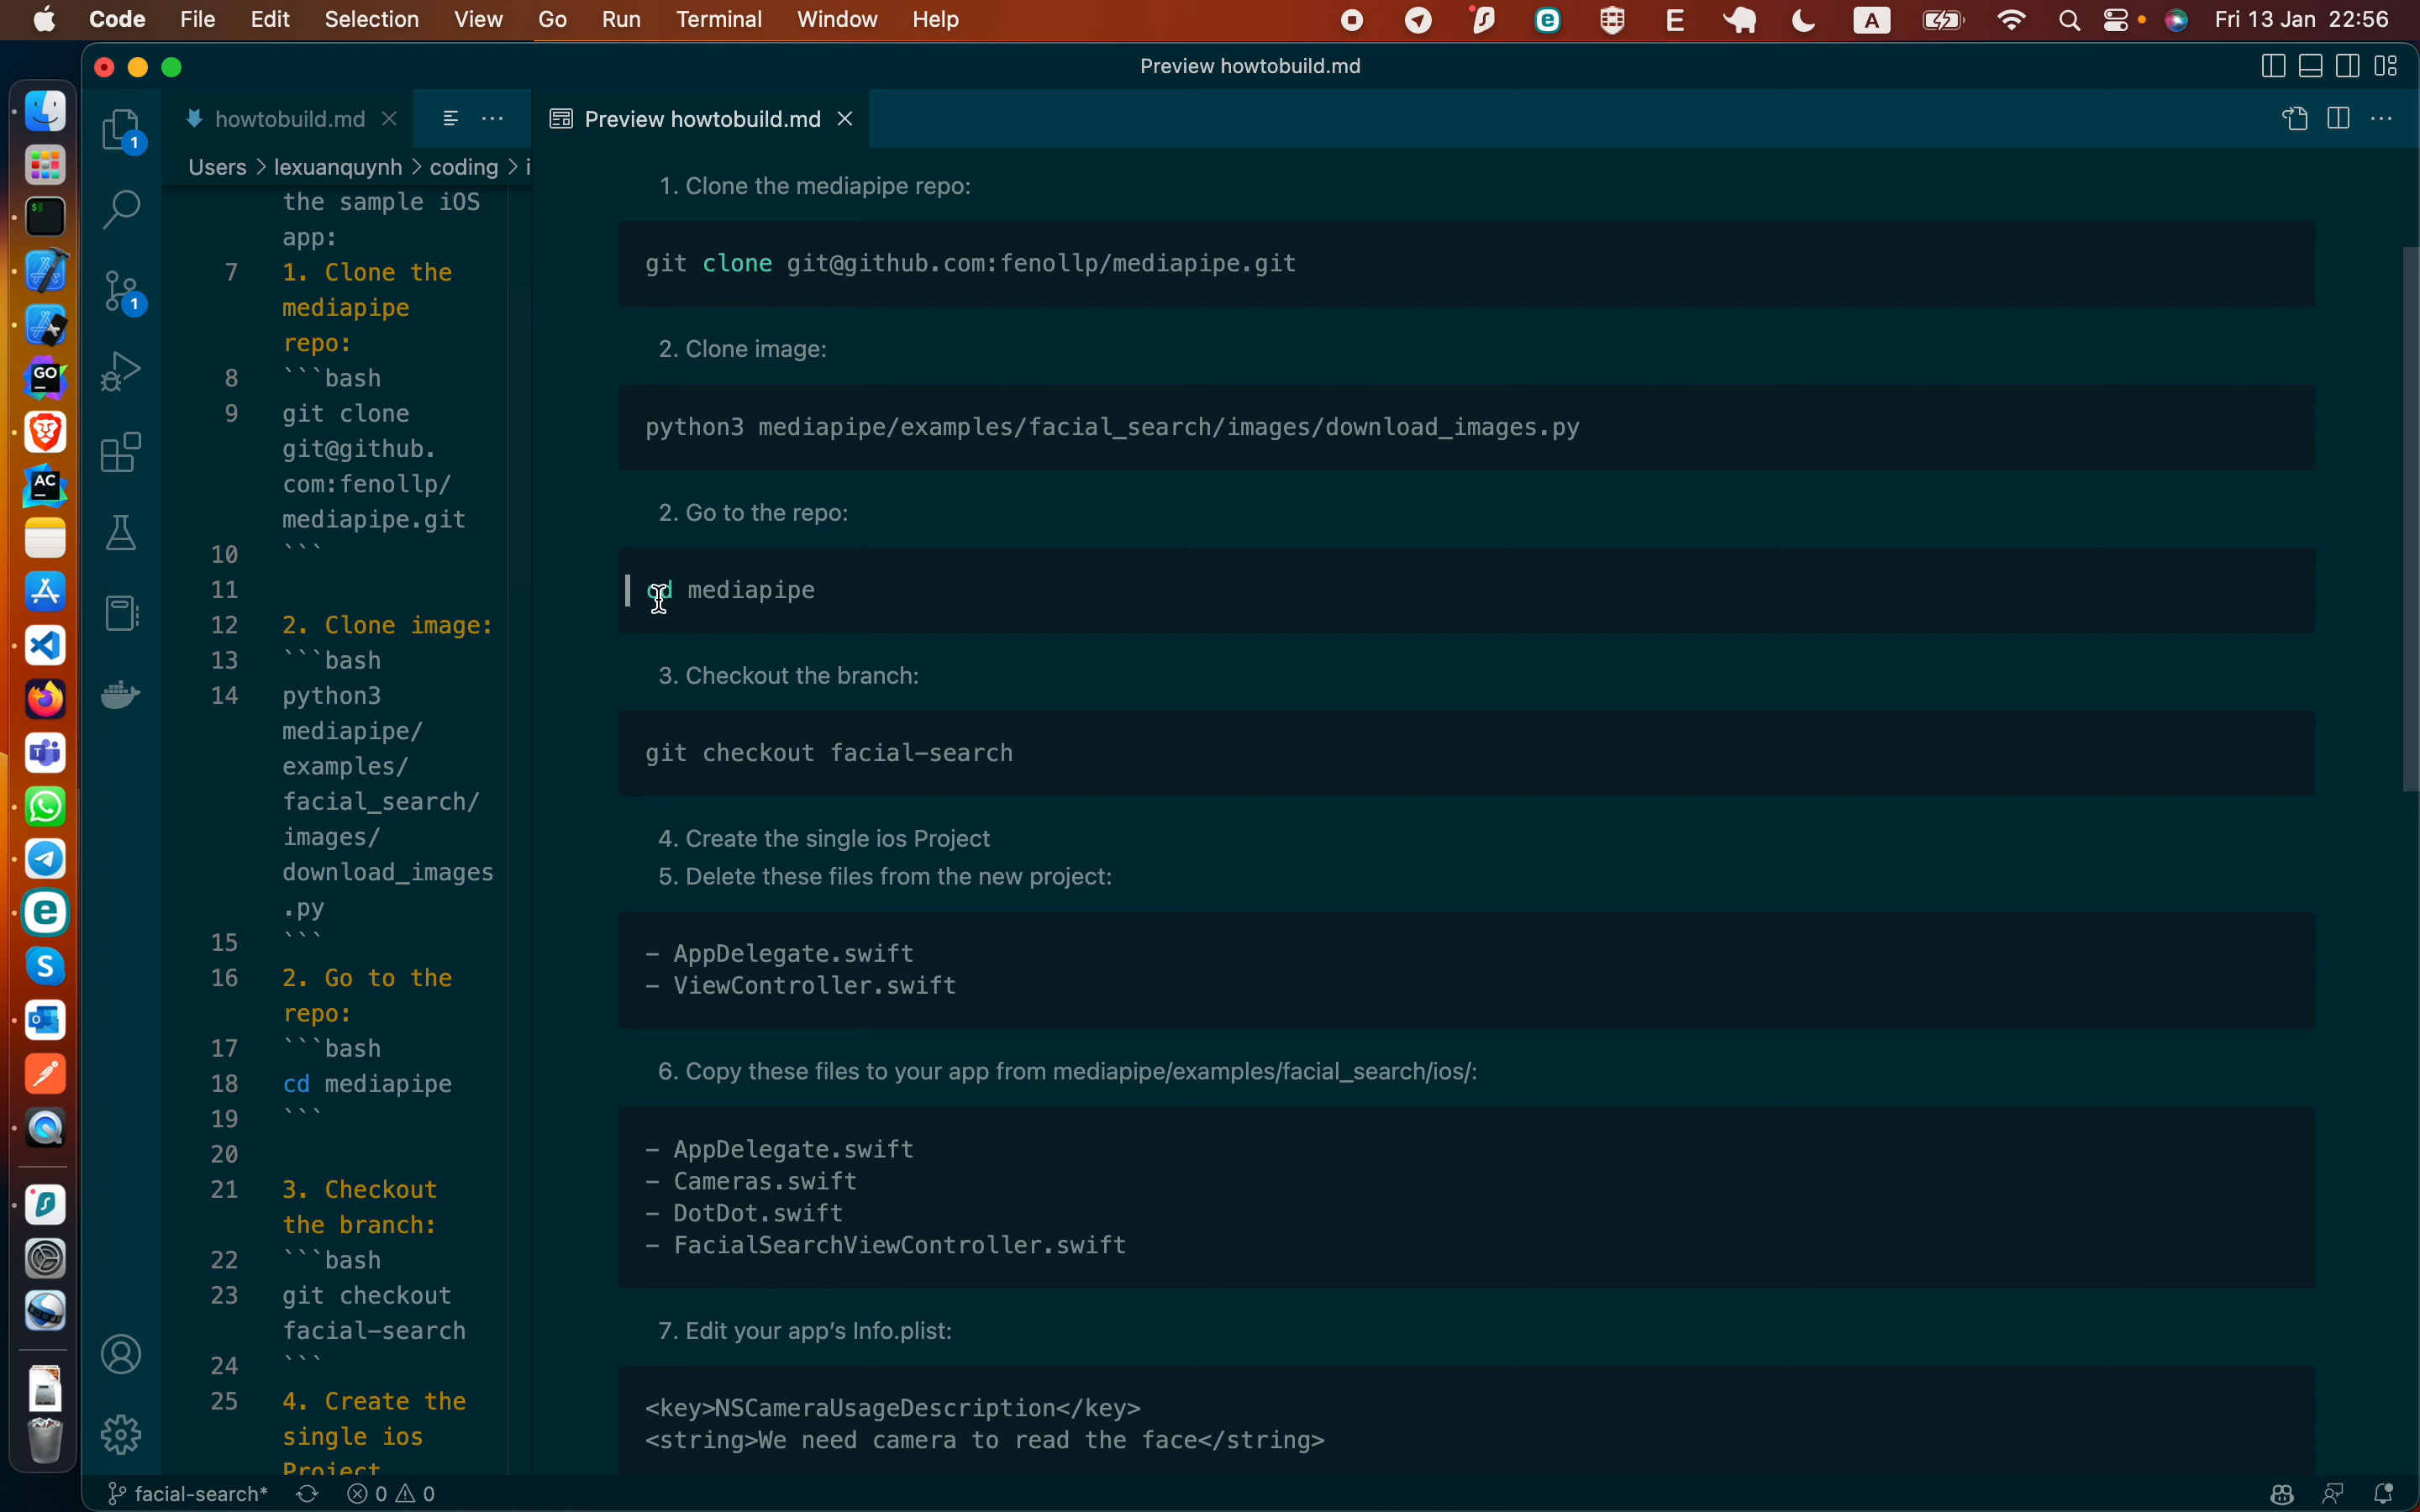 Code File Edit Selection View Go Run Terminal Window Help
E A Fri 13 Jan 22:56
Preview howtobuild.md
howtobuild.md
Preview howtobuild.md
1
Users > lexuanquynh > coding > i
the sample iOS
app:
7 1. Clone the
mediapipe
repo:
8 ```bash
9 git clone
git@github.
com:fenollp/
mediapipe.git
10 ```
11
12 2. Clone image:
13 ```bash
14 python3
mediapipe/
examples/
facial_search/
images/
download_images
.py
15 ```
16 2. Go to the
repo:
17 ```bash
18 cd mediapipe
19 ```
20
21 3. Checkout
the branch:
22 ```bash
23 git checkout
facial-search
24 ```
25 4. Create the
single ios
Project
1. Clone the mediapipe repo:
git clone git@github.com:fenollp/mediapipe.git
2. Clone image:
python3 mediapipe/examples/facial_search/images/download_images.py
2. Go to the repo:
cd mediapipe
3. Checkout the branch:
git checkout facial-search
4. Create the single ios Project
5. Delete these files from the new project:
- AppDelegate.swift
- ViewController.swift
6. Copy these files to your app from mediapipe/examples/facial_search/ios/:
- AppDelegate.swift
- Cameras.swift
- DotDot.swift
- FacialSearchViewController.swift
7. Edit your app's Info.plist:
<key>NSCameraUsageDescription</key>
<string>We need camera to read the face</string>
1
GO
AC
facial-search* 0 0